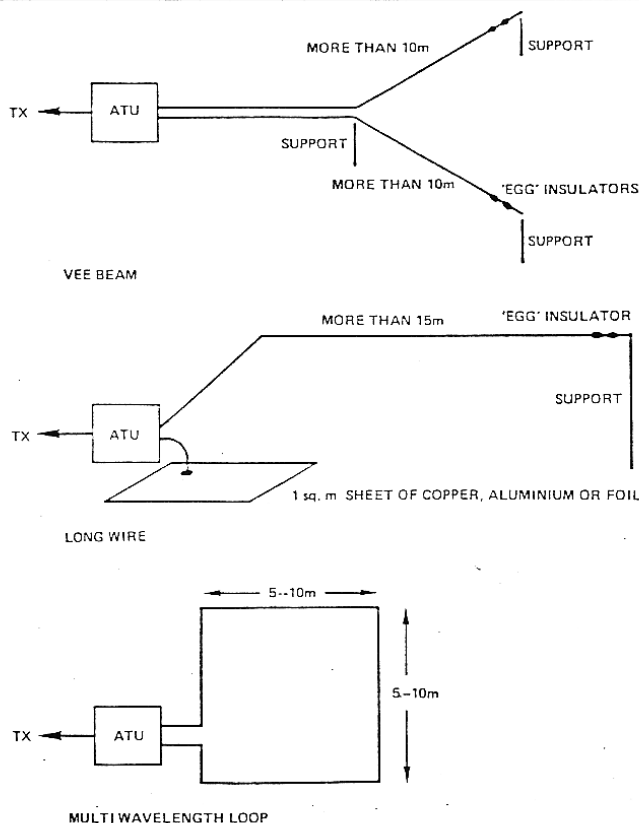 MORE THAN 10m
SUPPORT
TX
ATU
SUPPORT
MORE THAN 10m
'EGG' INSULATORS
SUPPORT
VEE BEAM
MORE THAN 15m
'EGG' INSULATOR
SUPPORT
TX
ATU
1 sq. m SHEET OF COPPER, ALUMINIUM OR FOIL
LONG WIRE
5--10m
5--10m
TX
ATU
MULTI WAVELENGTH LOOP